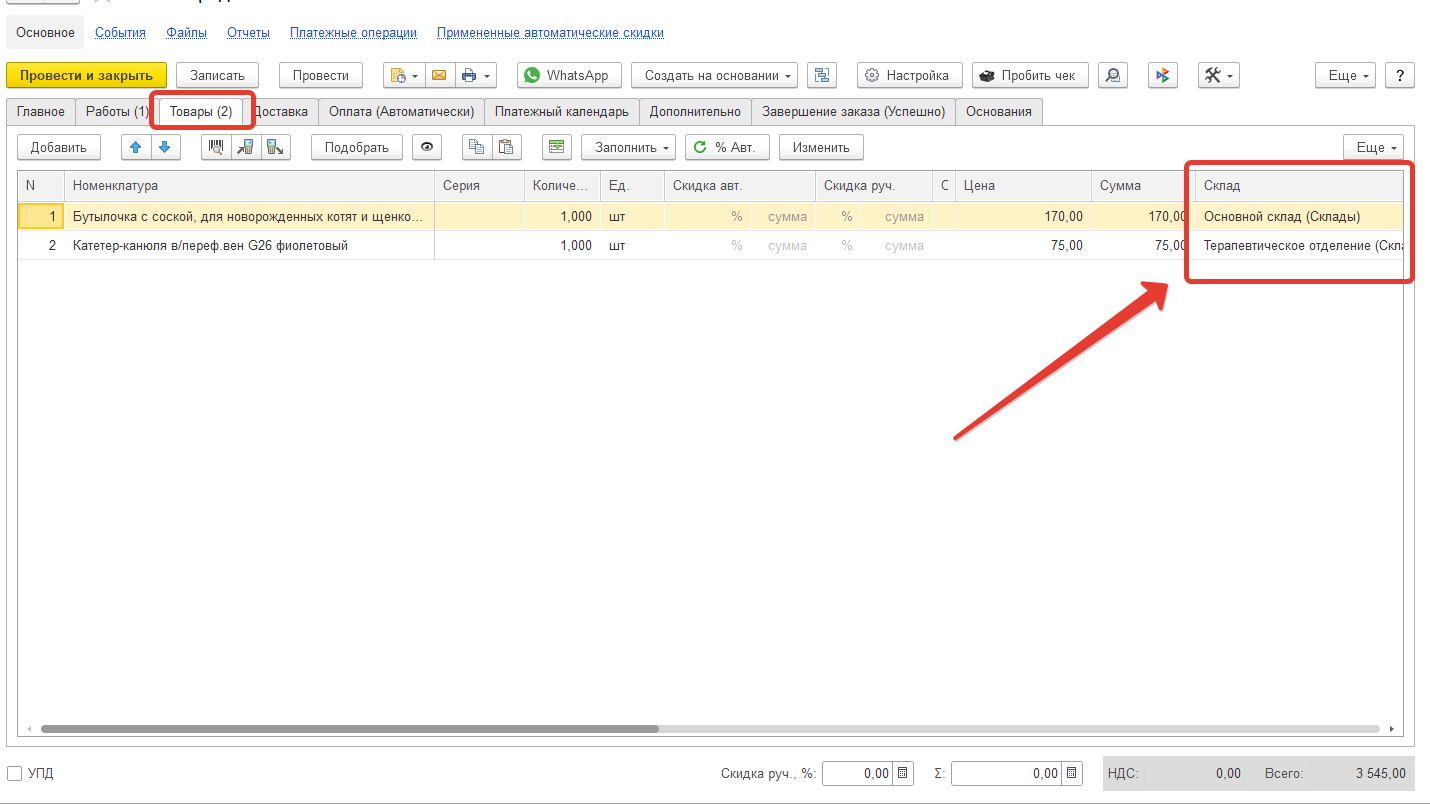 Основное События Файлы Отчеты Платежные операции Примененные автоматические скидки
Провести и закрыть Записать Провести WhatsApp Создать на основании Настройка Пробить чек Еще ?
Главное Работы (1) Товары (2) Доставка Оплата (Автоматически) Платежный календарь Дополнительно Завершение заказа (Успешно) Основания
Добавить Подобрать Заполнить % Авт. Изменить Еще
N Номенклатура Серия Количе... Ед. Скидка авт. Скидка руч. С Цена Сумма Склад
1 Бутылочка с соской, для новорожденных котят и щенко... 1,000 шт % сумма % сумма 170,00 170,00 Основной склад (Склады)
2 Катетер-канюля в/переф.вен G26 фиолетовый 1,000 шт % сумма % сумма 75,00 75,00 Терапевтическое отделение (Скла
УПД Скидка руч., %: 0,00 Σ: 0,00 НДС: 0,00 Всего: 3 545,00